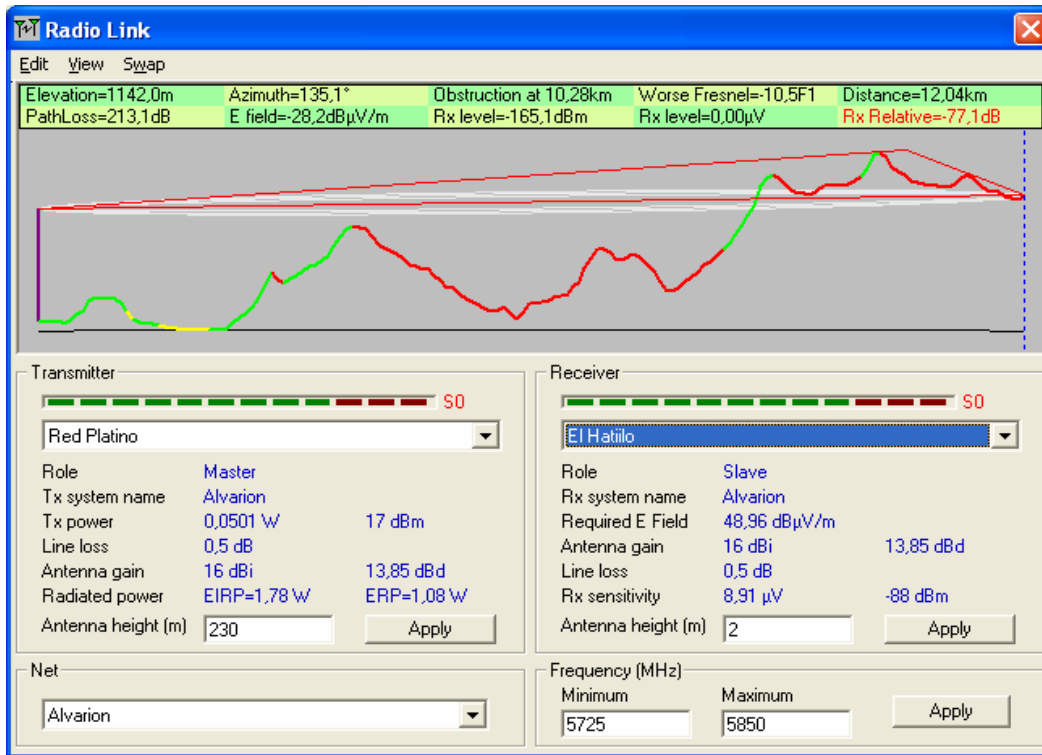 Radio Link
Edit View Swap
Elevation=1142,0m Azimuth=135,1° Obstruction at 10,28km Worse Fresnel=-10,5F1 Distance=12,04km
PathLoss=213,1dB E field=-28,2dBµV/m Rx level=-165,1dBm Rx level=0,00µV Rx Relative=-77,1dB
Transmitter
S0
Red Platino
Role Master
Tx system name Alvarion
Tx power 0,0501 W 17 dBm
Line loss 0,5 dB
Antenna gain 16 dBi 13,85 dBd
Radiated power EIRP=1,78 W ERP=1,08 W
Antenna height (m) 230 Apply
Receiver
S0
El Hatiilo
Role Slave
Rx system name Alvarion
Required E Field 48,96 dBµV/m
Antenna gain 16 dBi 13,85 dBd
Line loss 0,5 dB
Rx sensitivity 8,91 µV -88 dBm
Antenna height (m) 2 Apply
Net
Alvarion
Frequency (MHz)
Minimum Maximum
5725 5850 Apply